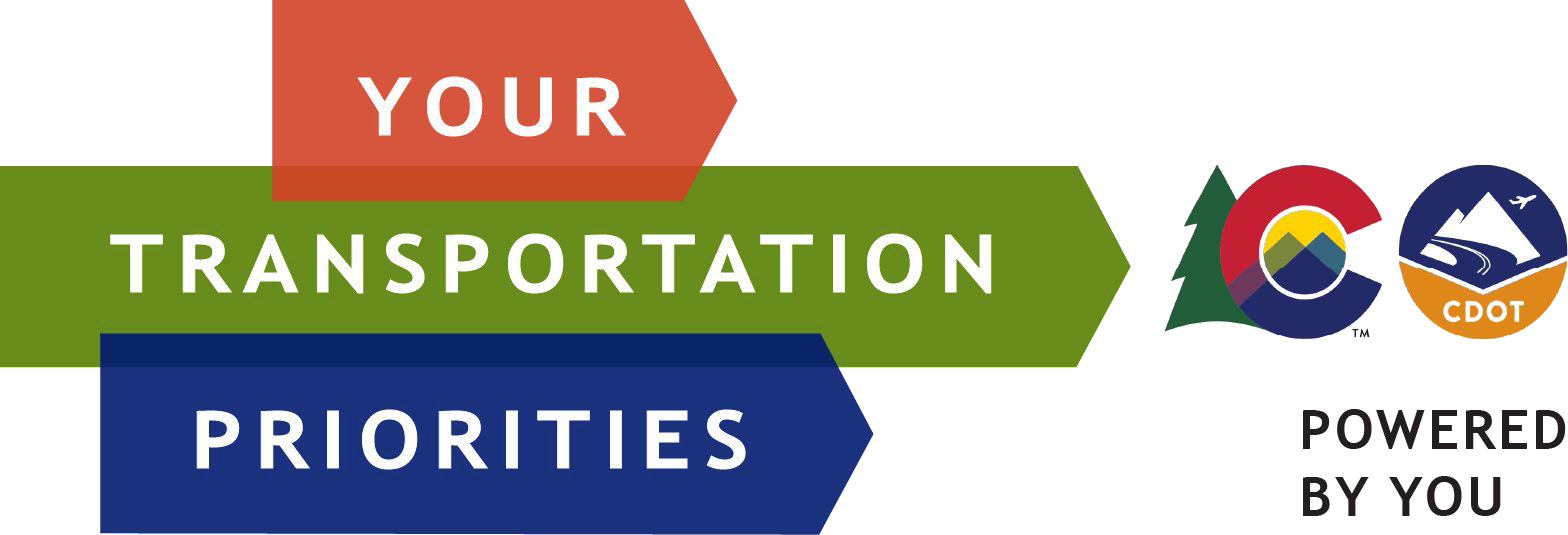 YOUR
TRANSPORTATION
PRIORITIES
TM
CDOT
POWERED
BY YOU